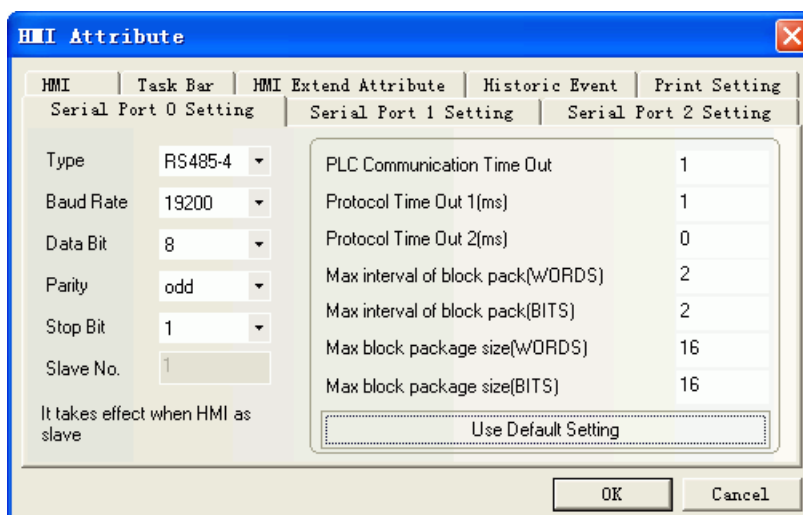 HMI Attribute
HMI
Task Bar
HMI Extend Attribute
Historic Event
Print Setting
Serial Port 0 Setting
Serial Port 1 Setting
Serial Port 2 Setting
Type
RS485-4
Baud Rate
19200
Data Bit
8
Parity
odd
Stop Bit
1
Slave No.
1
It takes effect when HMI as
slave
PLC Communication Time Out
1
Protocol Time Out 1(ms)
1
Protocol Time Out 2(ms)
0
Max interval of block pack(WORDS)
2
Max interval of block pack(BITS)
2
Max block package size(WORDS)
16
Max block package size(BITS)
16
Use Default Setting
OK
Cancel